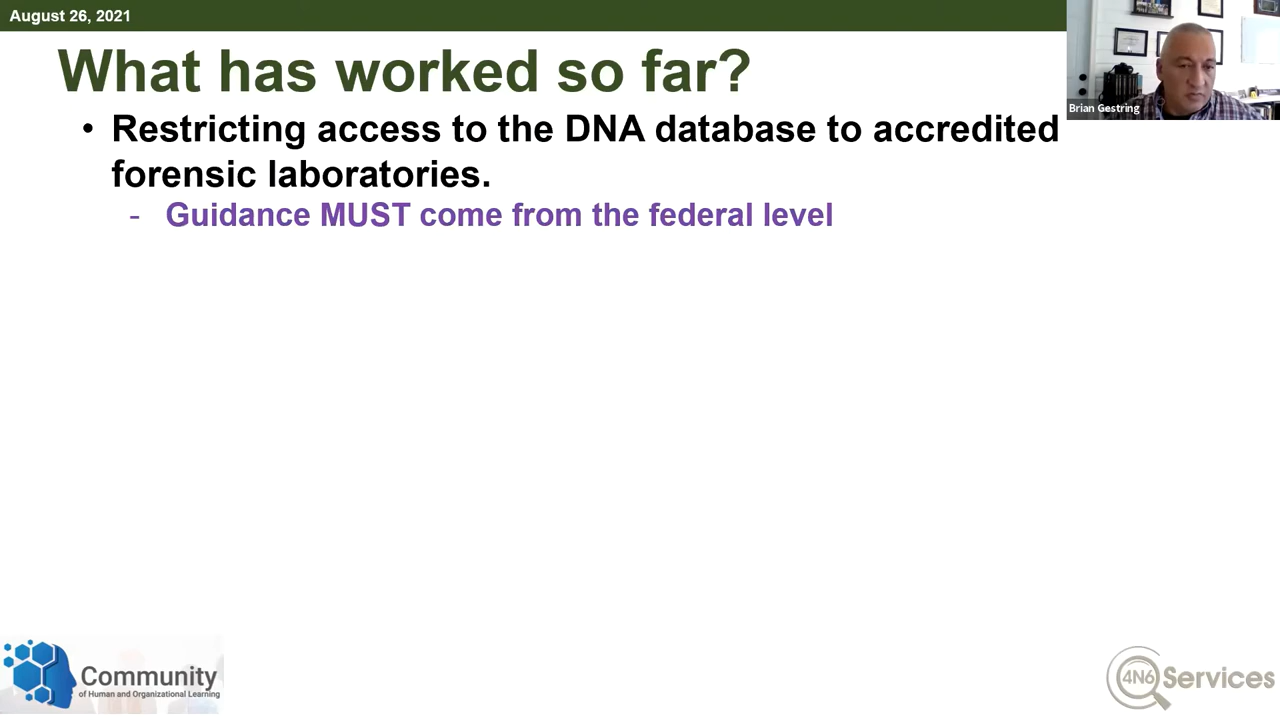 August 26, 2021
What has worked so far?
• Restricting access to the DNA database to accredited
forensic laboratories.
- Guidance MUST come from the federal level
Brian Gestring
Community
of Human and Organizational Learning
4N6 Services